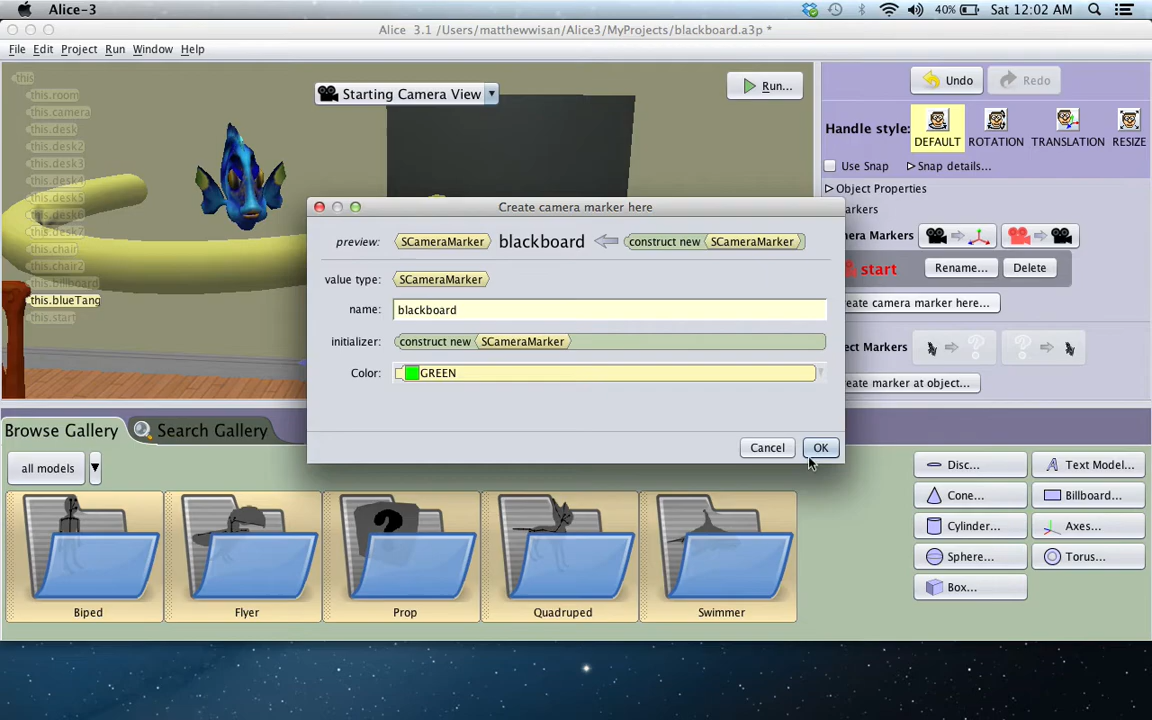 Alice-3
40%
Sat 12:02 AM
Alice 3.1 /Users/matthewwisan/Alice3/MyProjects/blackboard.a3p *
File Edit Project Run Window Help
this
this.room
this.camera
this.desk
this.desk2
this.desk3
this.desk4
this.desk5
this.desk6
this.desk7
this.chair
this.chair2
this.billboard
this.blueTang
this.start
Starting Camera View
Run...
Undo
Redo
Handle style:
DEFAULT
ROTATION
TRANSLATION
RESIZE
Use Snap
Snap details...
Object Properties
arkers
era Markers
start
Rename...
Delete
reate camera marker here...
ect Markers
?
?
reate marker at object...
Create camera marker here
preview:
SCameraMarker
blackboard
construct new SCameraMarker
value type:
SCameraMarker
name:
blackboard
initializer:
construct new SCameraMarker
Color:
GREEN
Cancel
OK
Browse Gallery
Search Gallery
all models
?
Biped
Flyer
Prop
Quadruped
Swimmer
Disc...
A Text Model...
Cone...
Billboard...
Cylinder...
Axes...
Sphere...
Torus...
Box...